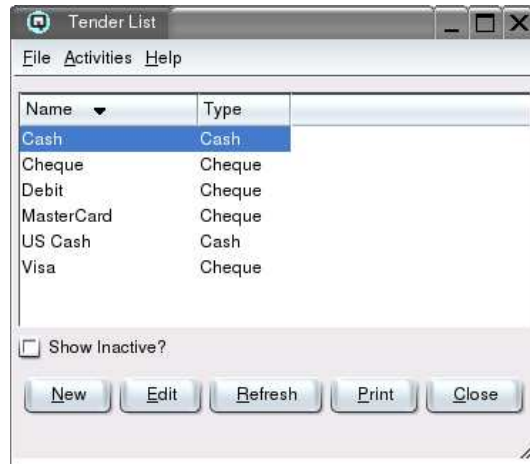 Tender List
File Activities Help
Name Type
Cash Cash
Cheque Cheque
Debit Cheque
MasterCard Cheque
US Cash Cash
Visa Cheque
Show Inactive?
New Edit Refresh Print Close